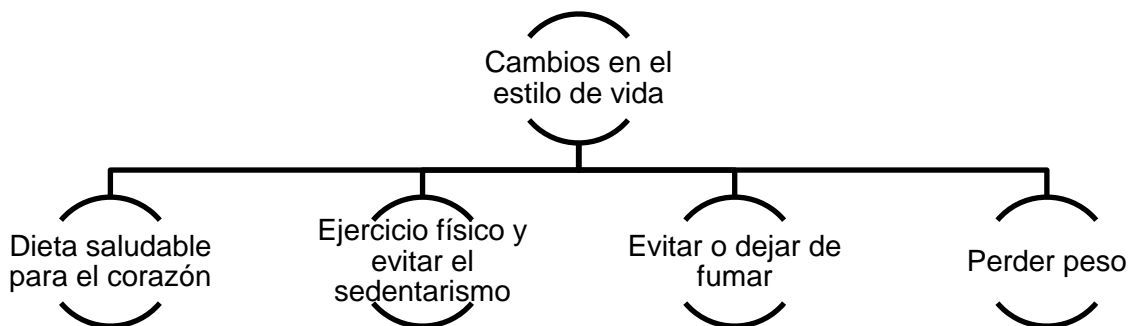 Cambios en el
estilo de vida
Dieta saludable
para el corazón
Ejercicio físico y
evitar el
sedentarismo
Evitar o dejar de
fumar
Perder peso